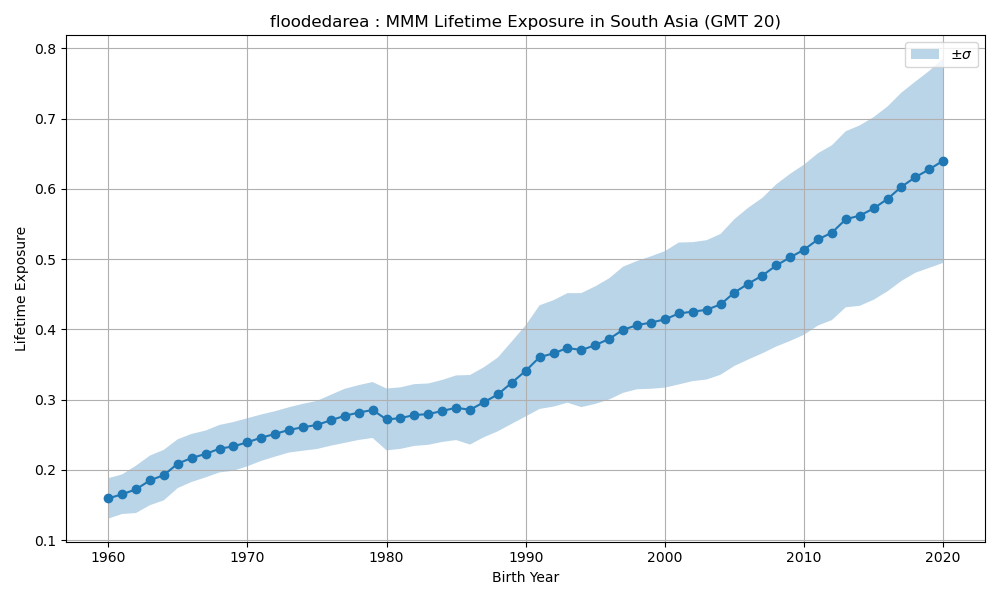 floodedarea : MMM Lifetime Exposure in South Asia (GMT 20)
±σ
Lifetime Exposure
0.8
0.7
0.6
0.5
0.4
0.3
0.2
0.1
1960 1970 1980 1990 2000 2010 2020
Birth Year